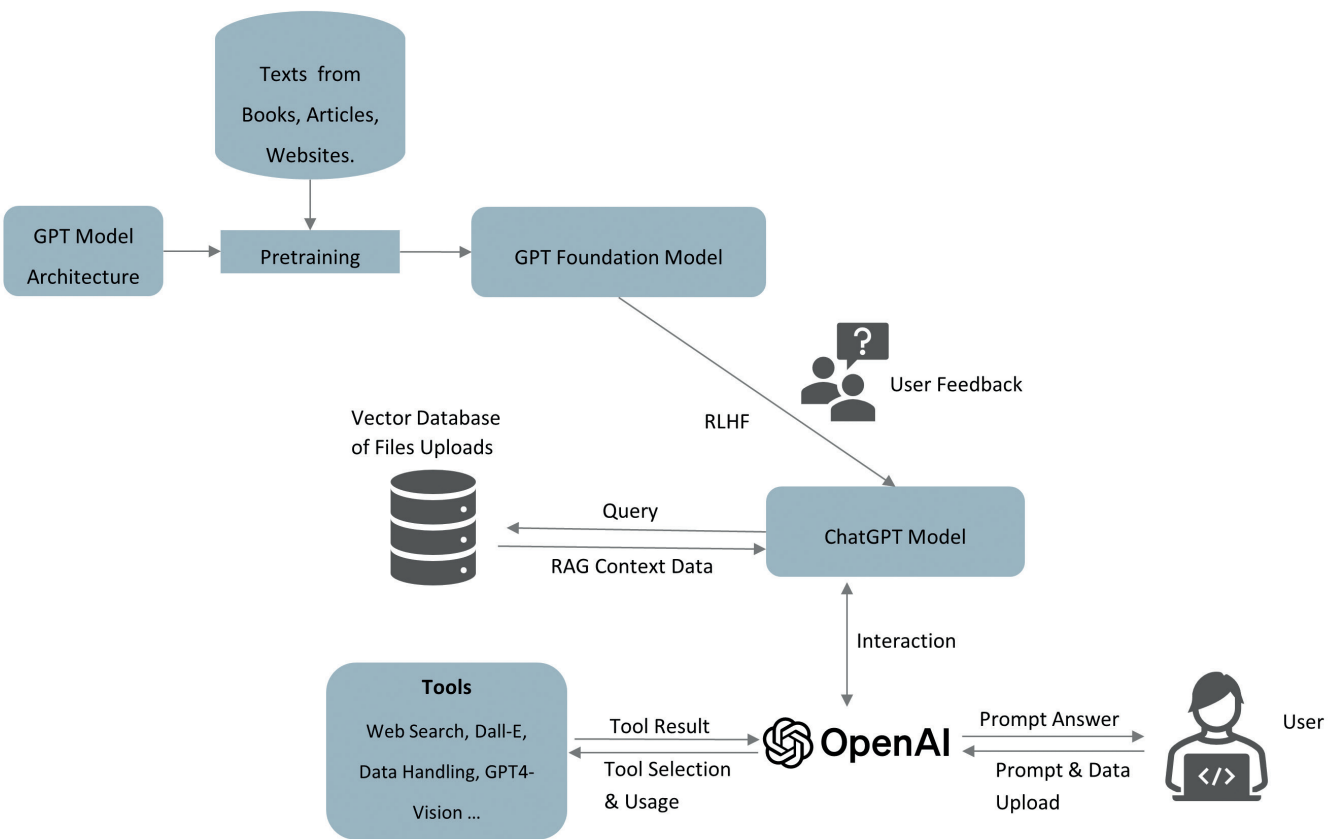 Texts from
Books, Articles,
Websites.
GPT Model
Architecture
Pretraining
GPT Foundation Model
?
User Feedback
RLHF
Vector Database
of Files Uploads
Query
RAG Context Data
ChatGPT Model
Interaction
Tools
Web Search, Dall-E,
Data Handling, GPT4-
Vision ...
Tool Result
Tool Selection
& Usage
OpenAI
Prompt Answer
Prompt & Data
Upload
</>
User